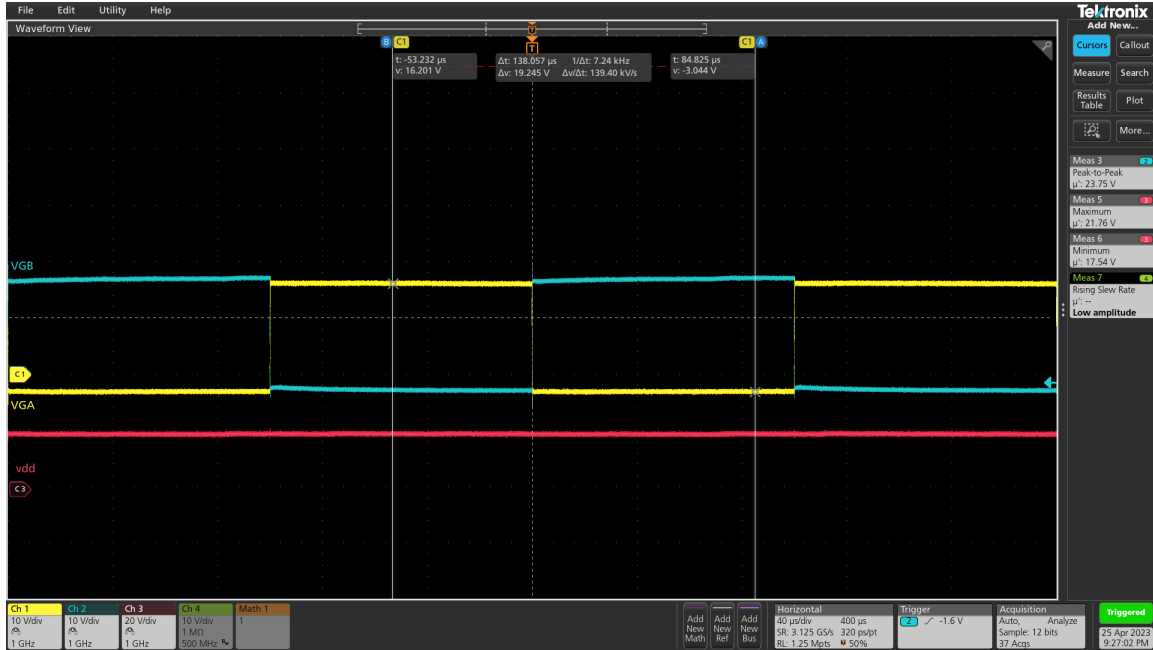 File Edit Utility Help
Tektronix
Waveform View
Add New...
T
B C1
C1 A
T
Cursors Callout
t: -53.232 µs
v: 16.201 V
Δt: 138.057 µs 1/Δt: 7.24 kHz
Δv: 19.245 V Δv/Δt: 139.40 kV/s
t: 84.825 µs
v: -3.044 V
Measure Search
Results
Table
Plot
More...
Meas 3 2
Peak-to-Peak
µ': 23.75 V
Meas 5 3
Maximum
µ': 21.76 V
Meas 6 3
Minimum
µ': 17.54 V
Meas 7 4
Rising Slew Rate
µ': --
Low amplitude
VGB
C1
VGA
vdd
C3
Ch 1
10 V/div
1 GHz
Ch 2
10 V/div
1 GHz
Ch 3
20 V/div
1 GHz
Ch 4
10 V/div
1 MΩ
500 MHz Bw
Math 1
1
Add
New
Math
Add
New
Ref
Add
New
Bus
Horizontal
40 µs/div 400 µs
SR: 3.125 GS/s 320 ps/pt
RL: 1.25 Mpts 50%
Trigger
2 -1.6 V
Acquisition
Auto, Analyze
Sample: 12 bits
37 Acqs
Triggered
25 Apr 2023
9:27:02 PM